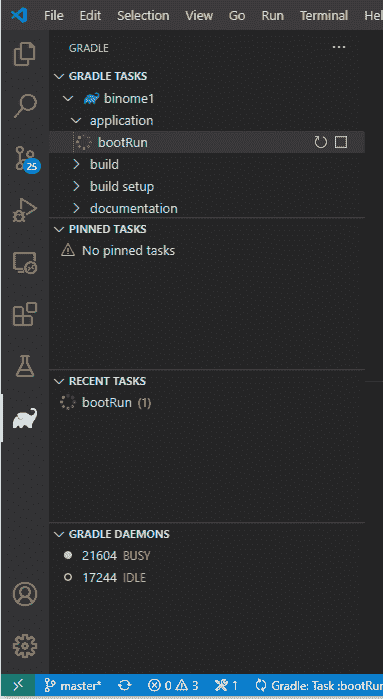 File Edit Selection View Go Run Terminal Help
GRADLE
GRADLE TASKS
binome1
application
bootRun
build
build setup
documentation
PINNED TASKS
No pinned tasks
RECENT TASKS
bootRun (1)
GRADLE DAEMONS
21604 BUSY
17244 IDLE
25
master* 0 3 1 Gradle: Task :bootRun